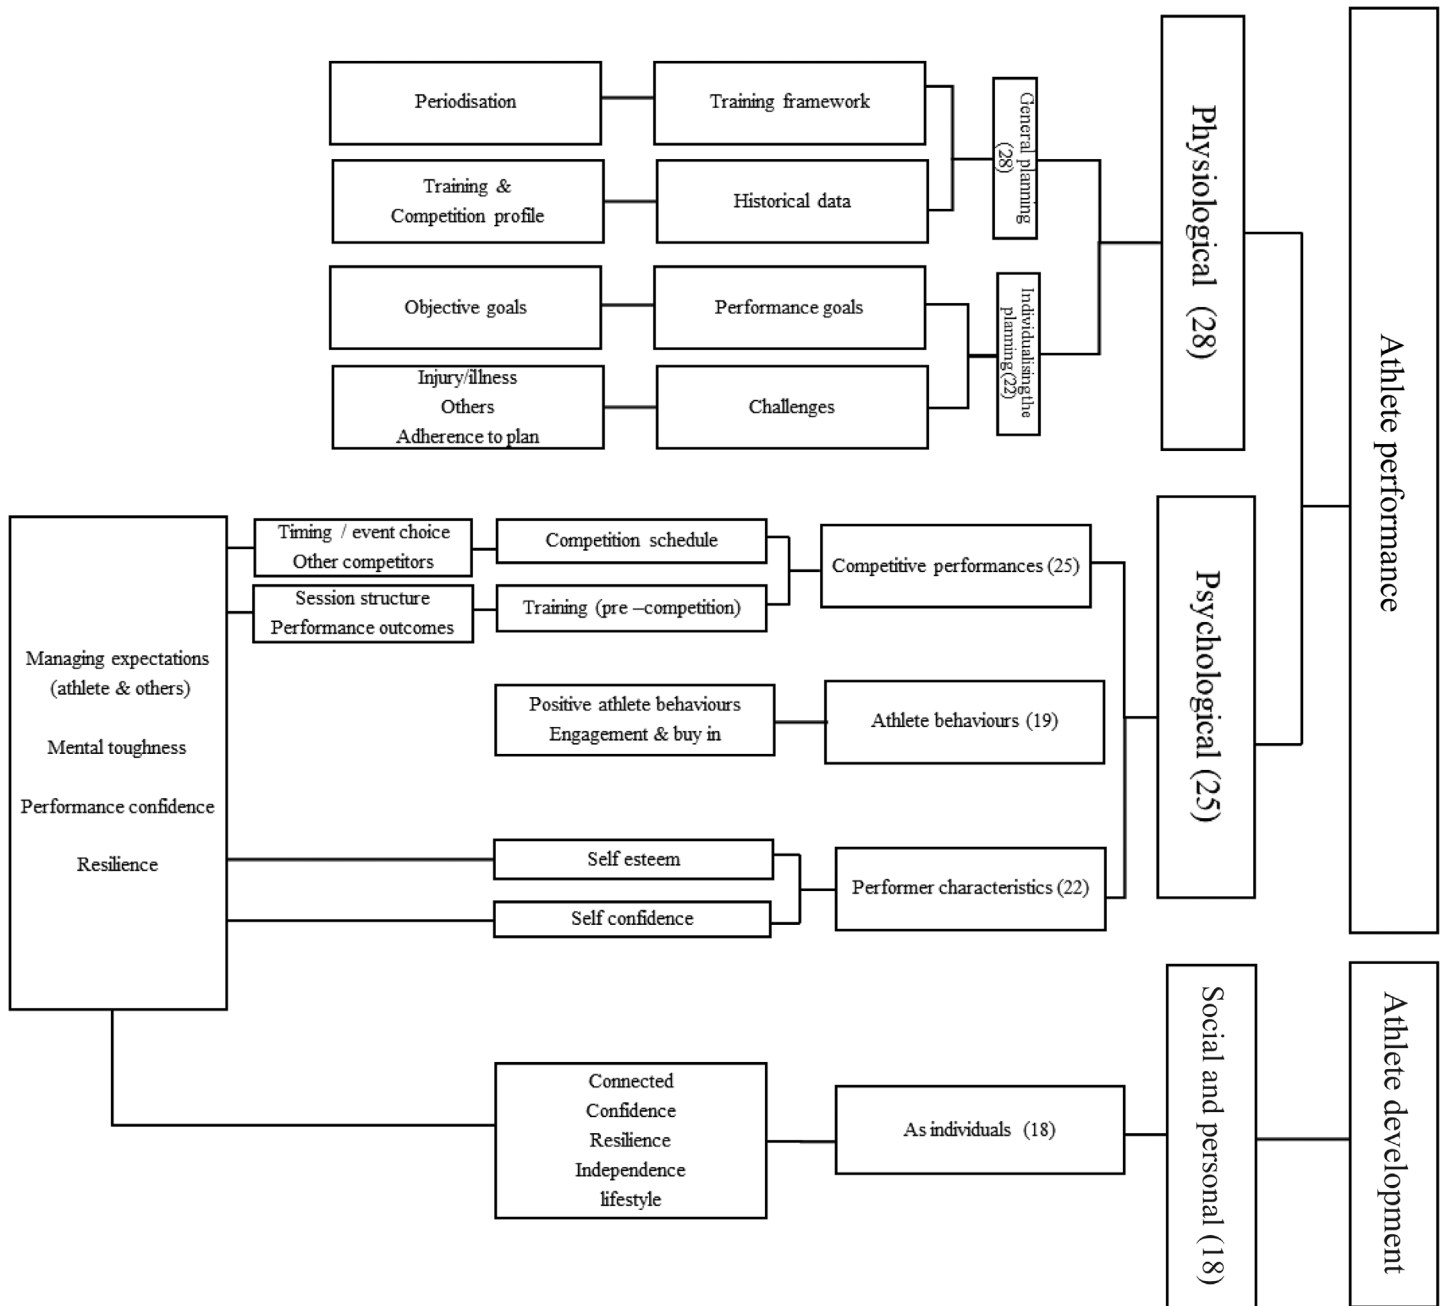 Periodisation
Training framework
General planning
(28)
Physiological (28)
Athlete performance
Training &
Competition profile
Historical data
Objective goals
Performance goals
Individualising the
planning (22)
Injury/illness
Others
Adherence to plan
Challenges
Managing expectations
(athlete & others)
Mental toughness
Performance confidence
Resilience
Timing / event choice
Other competitors
Competition schedule
Competitive performances (25)
Psychological (25)
Session structure
Performance outcomes
Training (pre –competition)
Positive athlete behaviours
Engagement & buy in
Athlete behaviours (19)
Self esteem
Performer characteristics (22)
Self confidence
Connected
Confidence
Resilience
Independence
lifestyle
As individuals (18)
Social and personal (18)
Athlete development